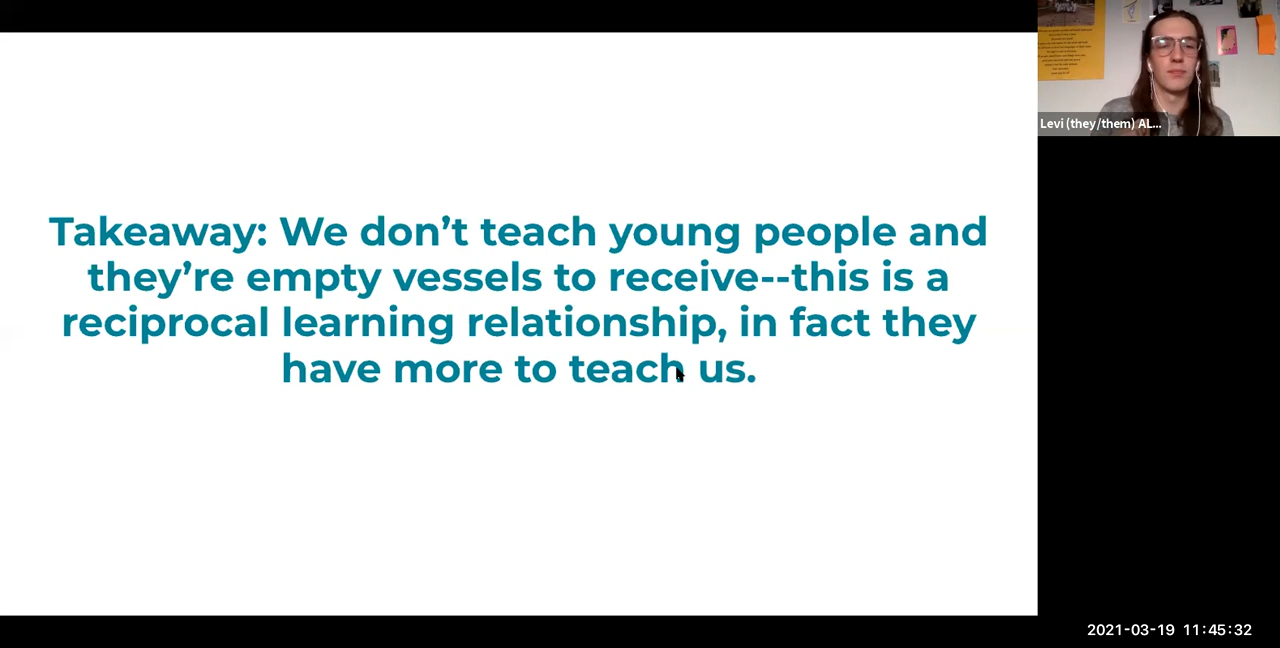 Takeaway: We don’t teach young people and
they’re empty vessels to receive--this is a
reciprocal learning relationship, in fact they
have more to teach us.
Levi (they/them) AL...
2021-03-19 11:45:32